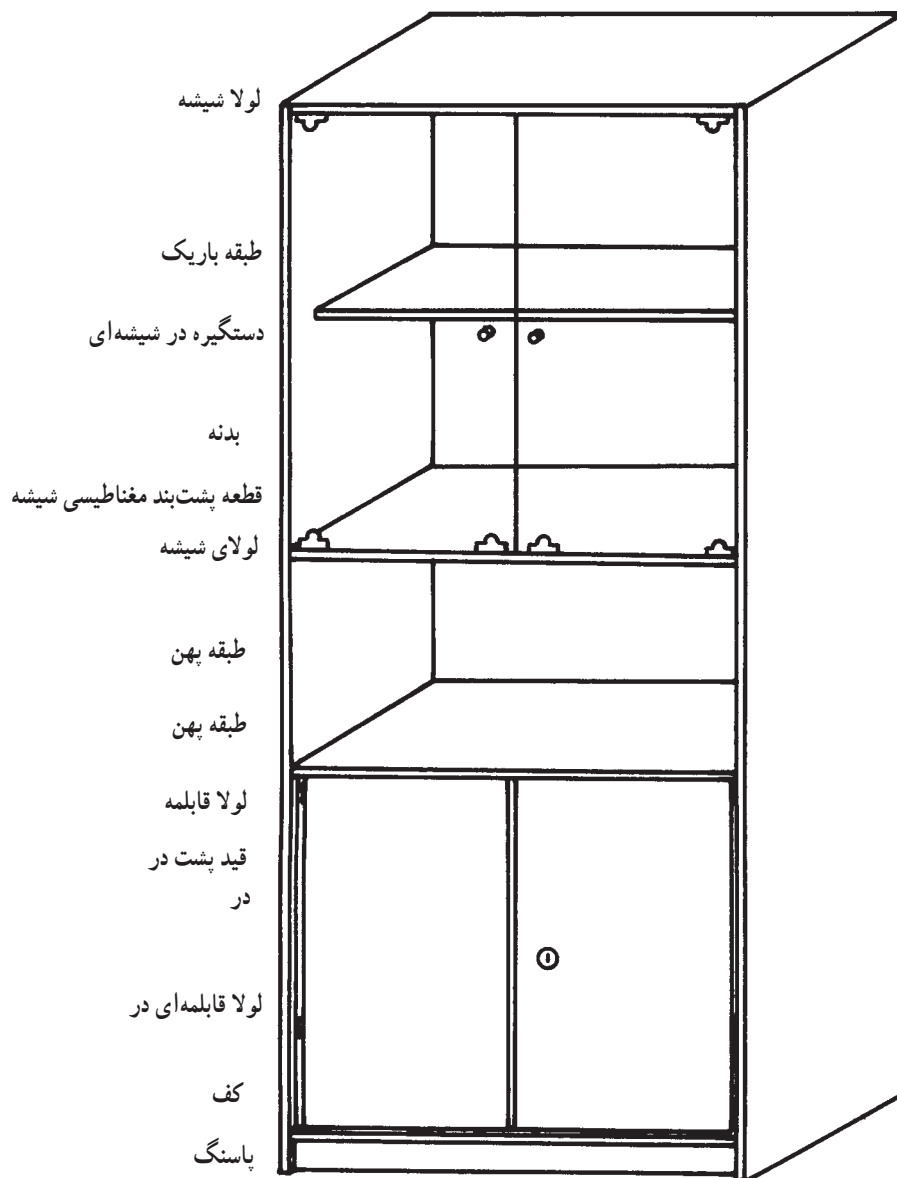 لولا شیشه
طبقه باریک
دستگیره در شیشه‌ای
بدنه
قطعه پشت‌بند مغناطیسی شیشه
لولای شیشه
طبقه پهن
طبقه پهن
لولا قابلمه
قید پشت در
در
لولا قابلمه‌ای در
کف
پاسنگ